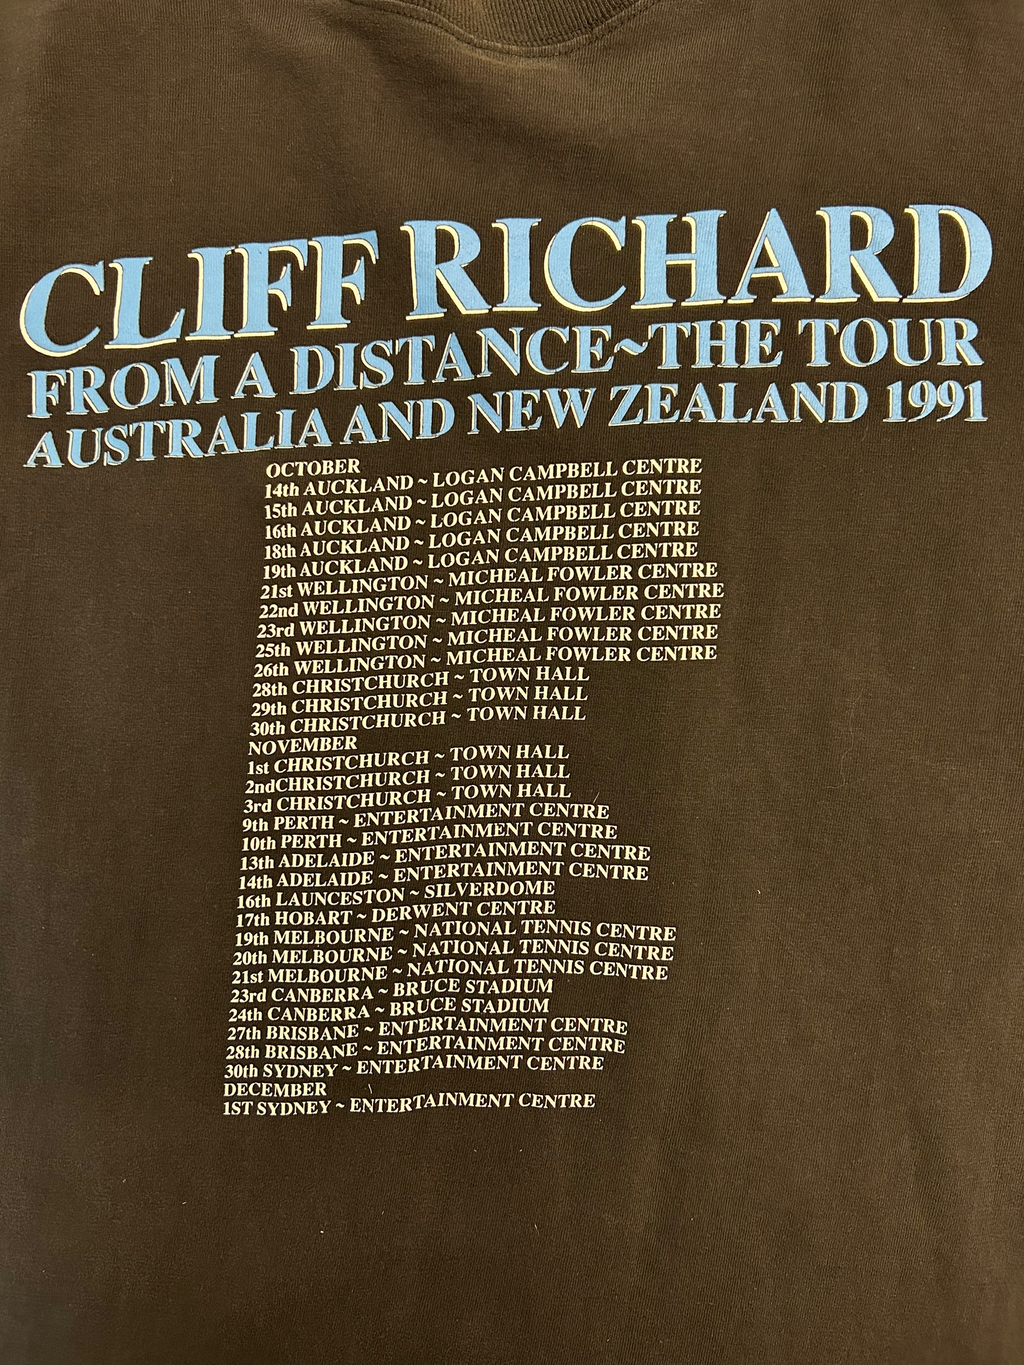 CLIFF RICHARD
FROM A DISTANCE~THE TOUR
AUSTRALIA AND NEW ZEALAND 1991
OCTOBER
14th AUCKLAND ~ LOGAN CAMPBELL CENTRE
15th AUCKLAND ~ LOGAN CAMPBELL CENTRE
16th AUCKLAND ~ LOGAN CAMPBELL CENTRE
18th AUCKLAND ~ LOGAN CAMPBELL CENTRE
19th AUCKLAND ~ LOGAN CAMPBELL CENTRE
21st WELLINGTON ~ MICHEAL FOWLER CENTRE
22nd WELLINGTON ~ MICHEAL FOWLER CENTRE
23rd WELLINGTON ~ MICHEAL FOWLER CENTRE
25th WELLINGTON ~ MICHEAL FOWLER CENTRE
26th WELLINGTON ~ MICHEAL FOWLER CENTRE
28th CHRISTCHURCH ~ TOWN HALL
29th CHRISTCHURCH ~ TOWN HALL
30th CHRISTCHURCH ~ TOWN HALL
NOVEMBER
1st CHRISTCHURCH ~ TOWN HALL
2ndCHRISTCHURCH ~ TOWN HALL
3rd CHRISTCHURCH ~ TOWN HALL
9th PERTH ~ ENTERTAINMENT CENTRE
10th PERTH ~ ENTERTAINMENT CENTRE
13th ADELAIDE ~ ENTERTAINMENT CENTRE
14th ADELAIDE ~ ENTERTAINMENT CENTRE
16th LAUNCESTON ~ SILVERDOME
17th HOBART ~ DERWENT CENTRE
19th MELBOURNE ~ NATIONAL TENNIS CENTRE
20th MELBOURNE ~ NATIONAL TENNIS CENTRE
21st MELBOURNE ~ NATIONAL TENNIS CENTRE
23rd CANBERRA ~ BRUCE STADIUM
24th CANBERRA ~ BRUCE STADIUM
27th BRISBANE ~ ENTERTAINMENT CENTRE
28th BRISBANE ~ ENTERTAINMENT CENTRE
30th SYDNEY ~ ENTERTAINMENT CENTRE
DECEMBER
1ST SYDNEY ~ ENTERTAINMENT CENTRE